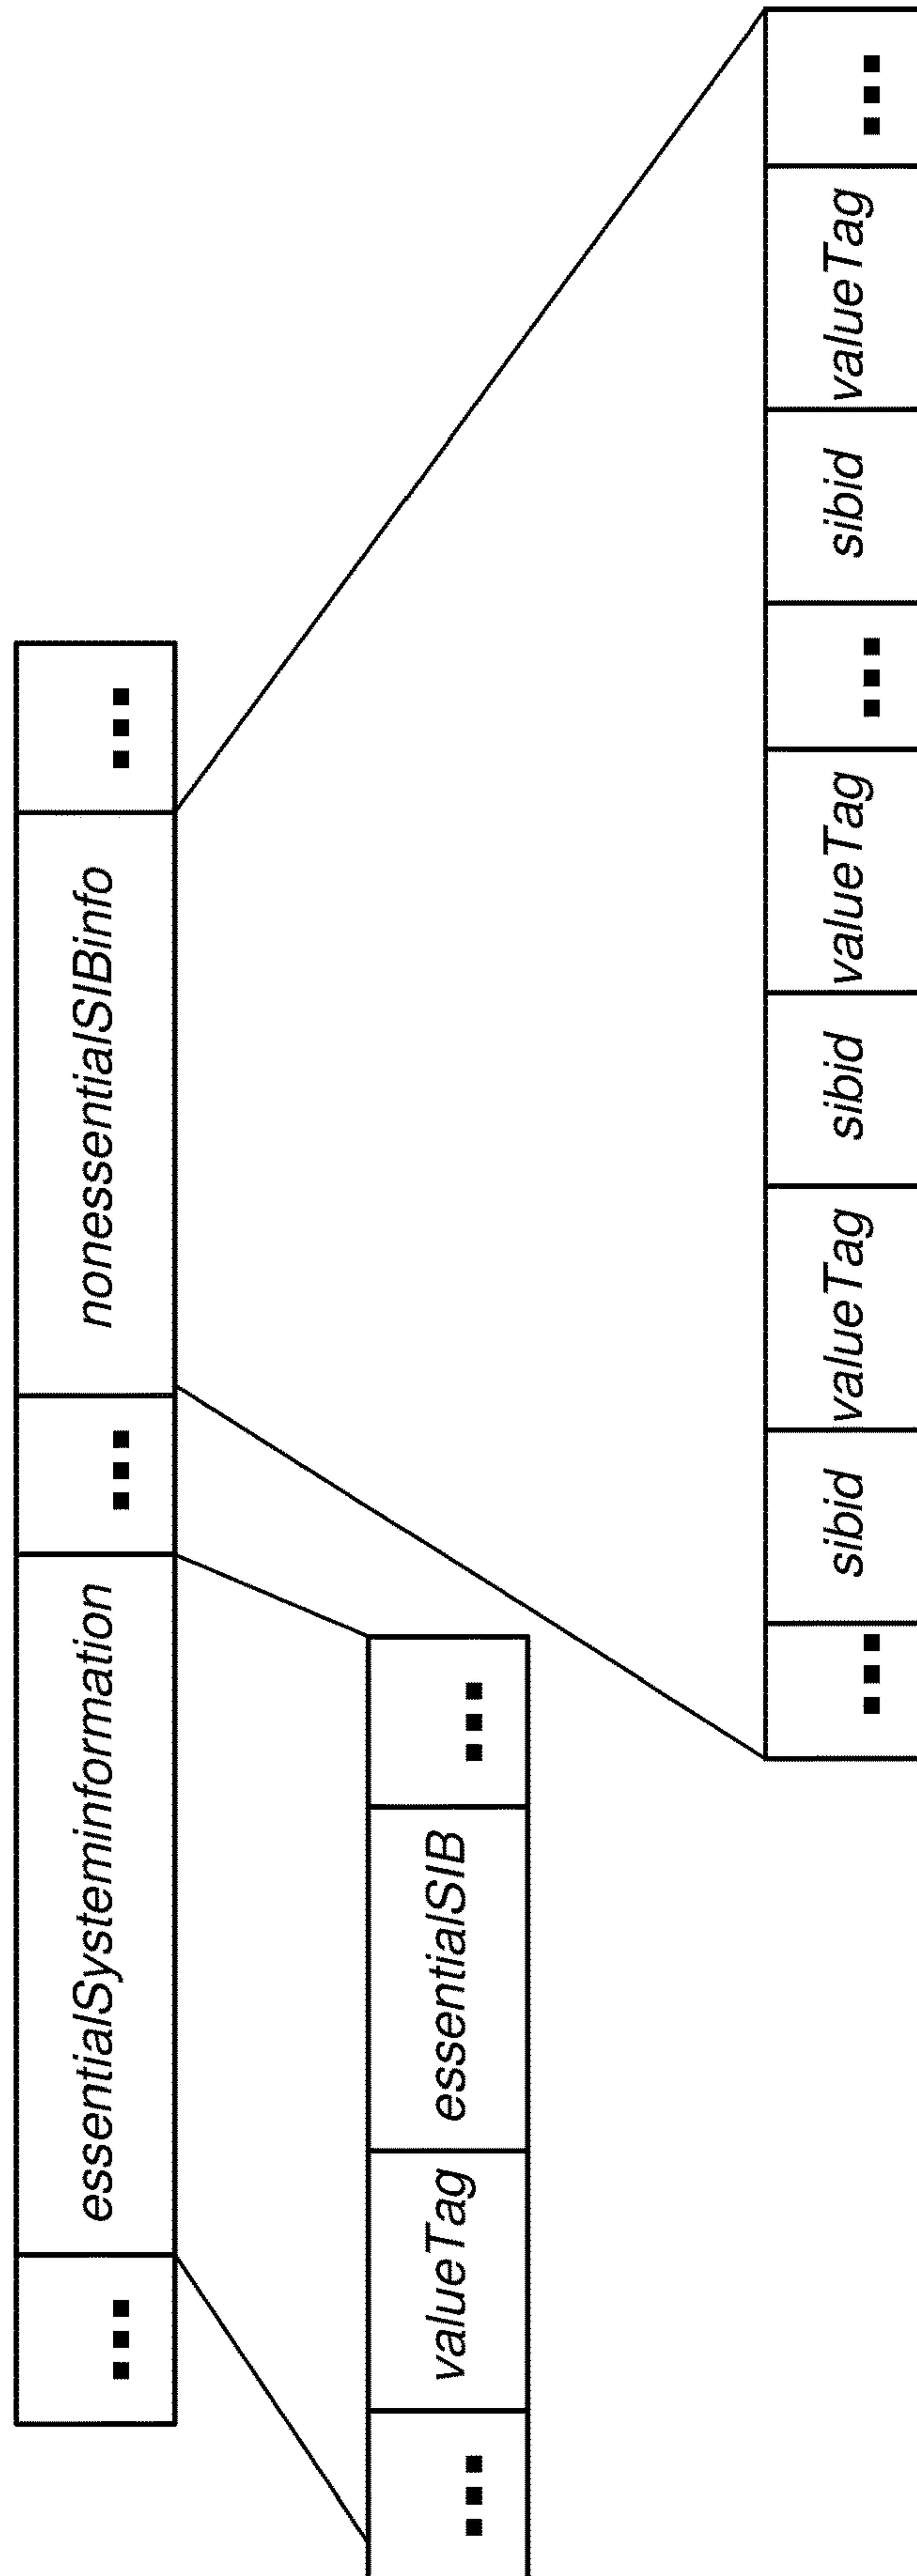 ... essentialSysteminformation ... nonessentialSIBinfo ...
... valueTag essentialSIB ...
... sibid valueTag sibid valueTag ... sibid valueTag ...